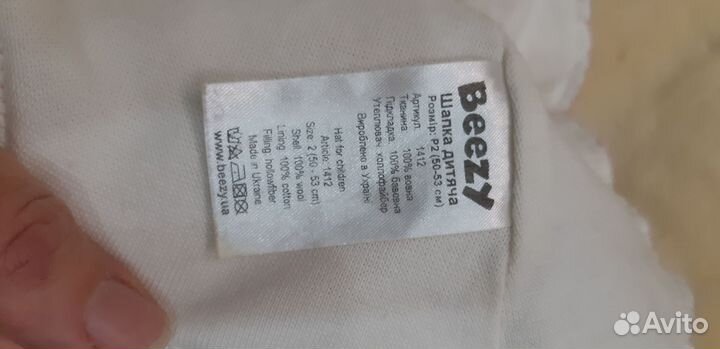 Beezy
Шапка дитяча
Розмір: Р2 (50-53 см)
Артикул: 1412
Тканина: 100% вовна
Підкладка: 100% бавовна
Утеплювач: холлофайбер
Вироблено в Україні
Hat for children
Article: 1412
Size: 2 (50 - 53 cm)
Shell: 100% wool
Lining: 100% cotton
Filling: hollowfiber
Made in Ukraine
www.beezy.ua
Avito